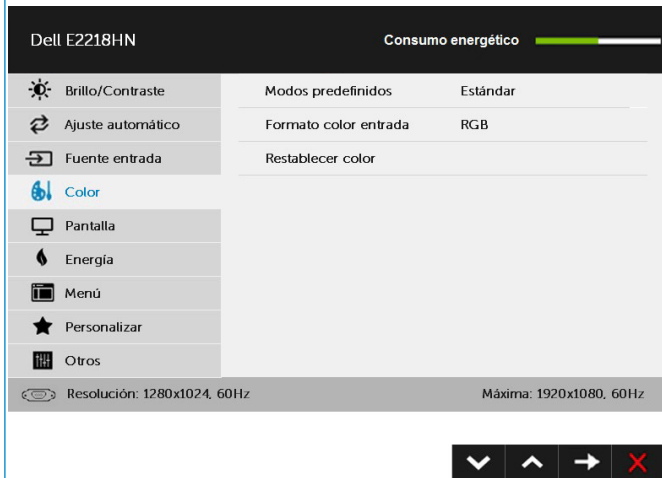 Dell E2218HN Consumo energético
Brillo/Contraste Modos predefinidos Estándar
Ajuste automático Formato color entrada RGB
Fuente entrada Restablecer color
Color
Pantalla
Energía
Menú
Personalizar
Otros
Resolución: 1280x1024, 60Hz Máxima: 1920x1080, 60Hz